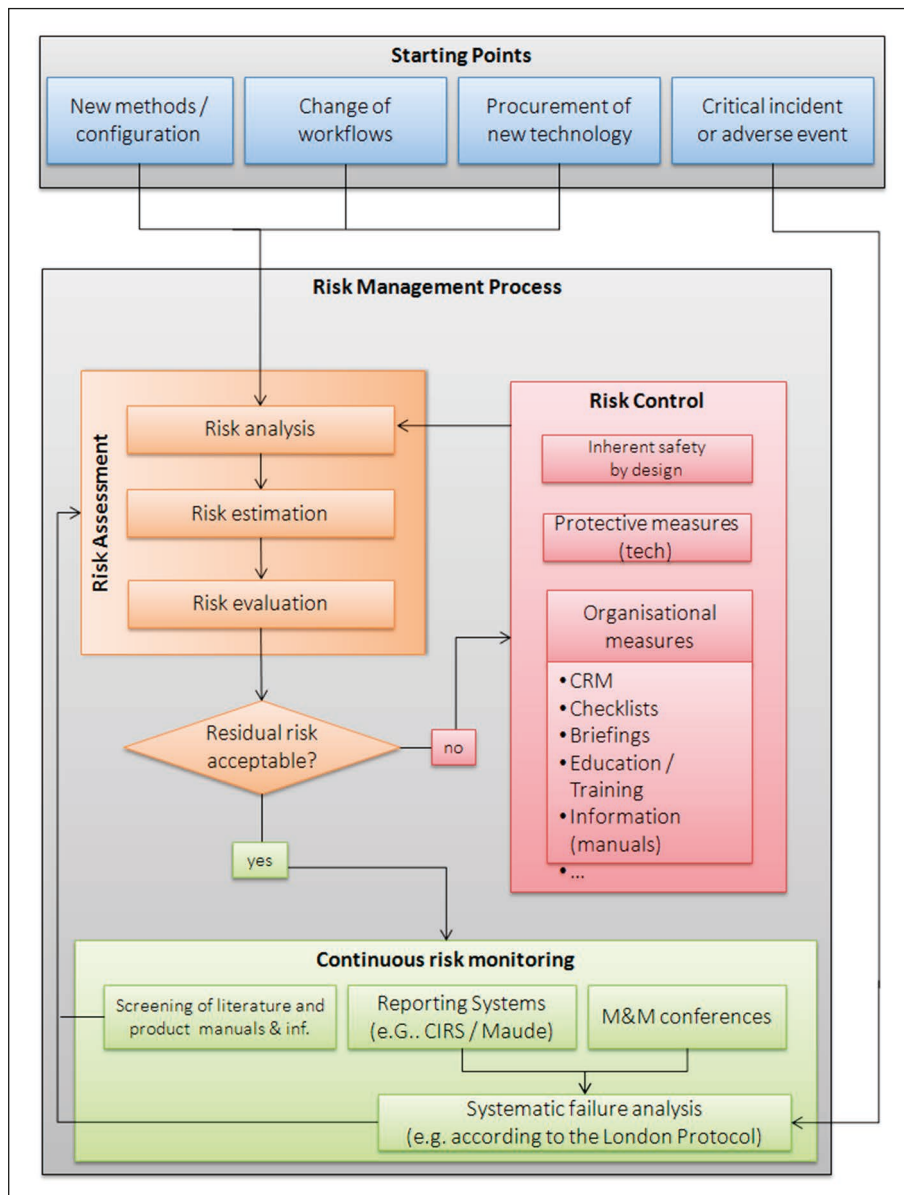 Starting Points
New methods /
configuration
Change of
workflows
Procurement of
new technology
Critical incident
or adverse event
Risk Management Process
Risk Assessment
Risk analysis
Risk estimation
Risk evaluation
Residual risk
acceptable?
no
yes
Risk Control
Inherent safety
by design
Protective measures
(tech)
Organisational
measures
•CRM
•Checklists
•Briefings
•Education /
Training
•Information
(manuals)
•...
Continuous risk monitoring
Screening of literature and
product manuals & inf.
Reporting Systems
(e.G.. CIRS / Maude)
M&M conferences
Systematic failure analysis
(e.g. according to the London Protocol)